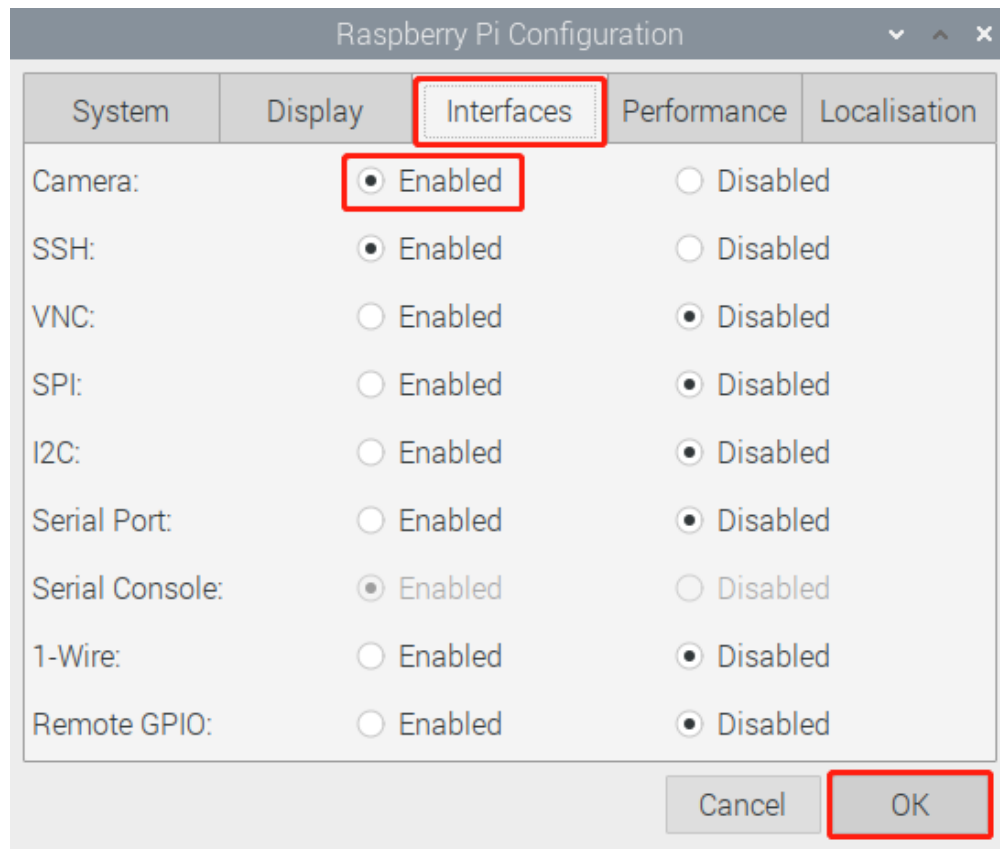 Raspberry Pi Configuration
System Display Interfaces Performance Localisation
Camera: Enabled Disabled
SSH: Enabled Disabled
VNC: Enabled Disabled
SPI: Enabled Disabled
I2C: Enabled Disabled
Serial Port: Enabled Disabled
Serial Console: Enabled Disabled
1-Wire: Enabled Disabled
Remote GPIO: Enabled Disabled
Cancel OK